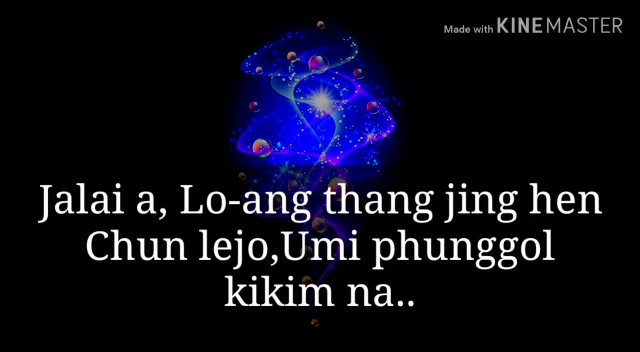 Made with KINEMASTER
Jalai a, Lo-ang thang jing hen
Chun lejo,Umi phunggol
kikim na..